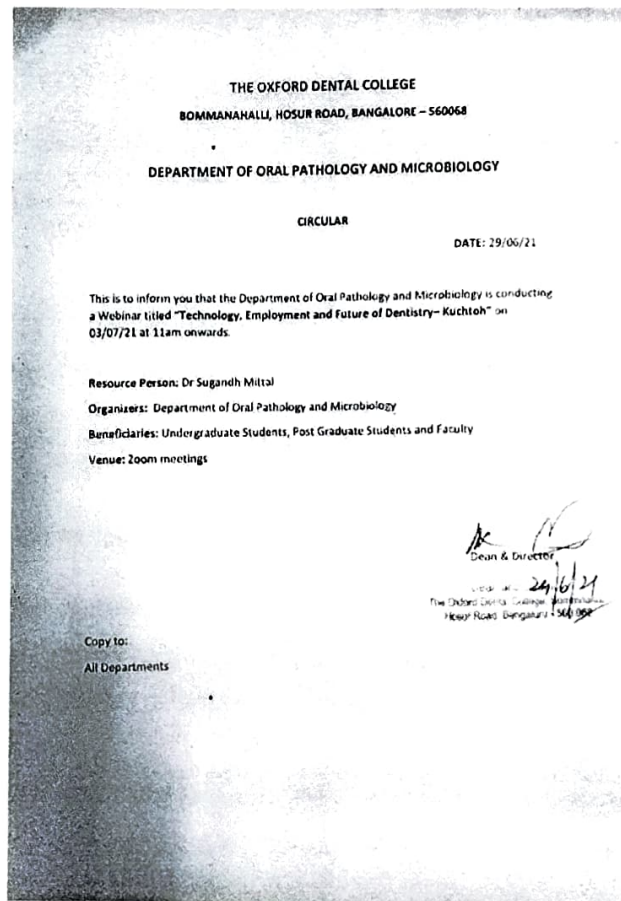 THE OXFORD DENTAL COLLEGE
BOMMANAHALLI, HOSUR ROAD, BANGALORE – 560068
DEPARTMENT OF ORAL PATHOLOGY AND MICROBIOLOGY
CIRCULAR
DATE: 29/06/21
This is to inform you that the Department of Oral Pathology and Microbiology is conducting
a Webinar titled "Technology, Employment and Future of Dentistry– Kuchtoh" on
03/07/21 at 11am onwards.
Resource Person: Dr Sugandh Mittal
Organizers: Department of Oral Pathology and Microbiology
Beneficiaries: Undergraduate Students, Post Graduate Students and Faculty
Venue: Zoom meetings
Dean & Director
29/6/21
The Oxford Dental College
Hosur Road, Bengaluru - 560 068
Copy to:
All Departments